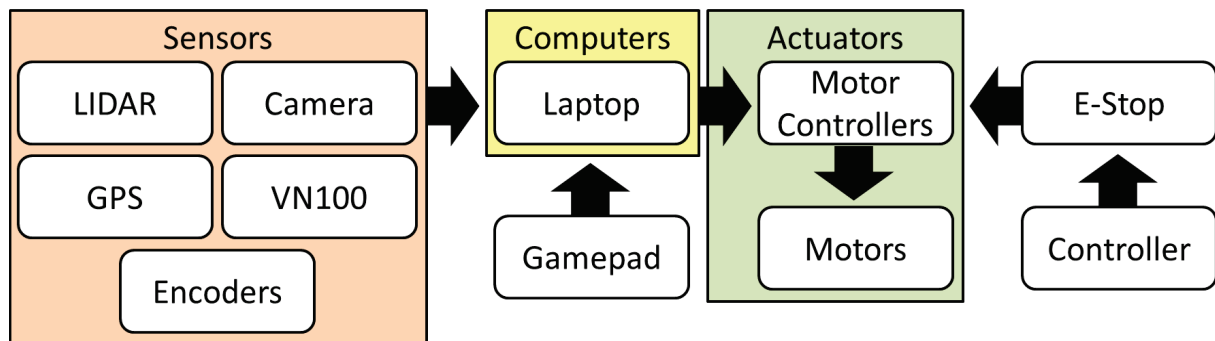 Sensors
LIDAR
Camera
GPS
VN100
Encoders
Computers
Laptop
Gamepad
Actuators
Motor
Controllers
Motors
E-Stop
Controller